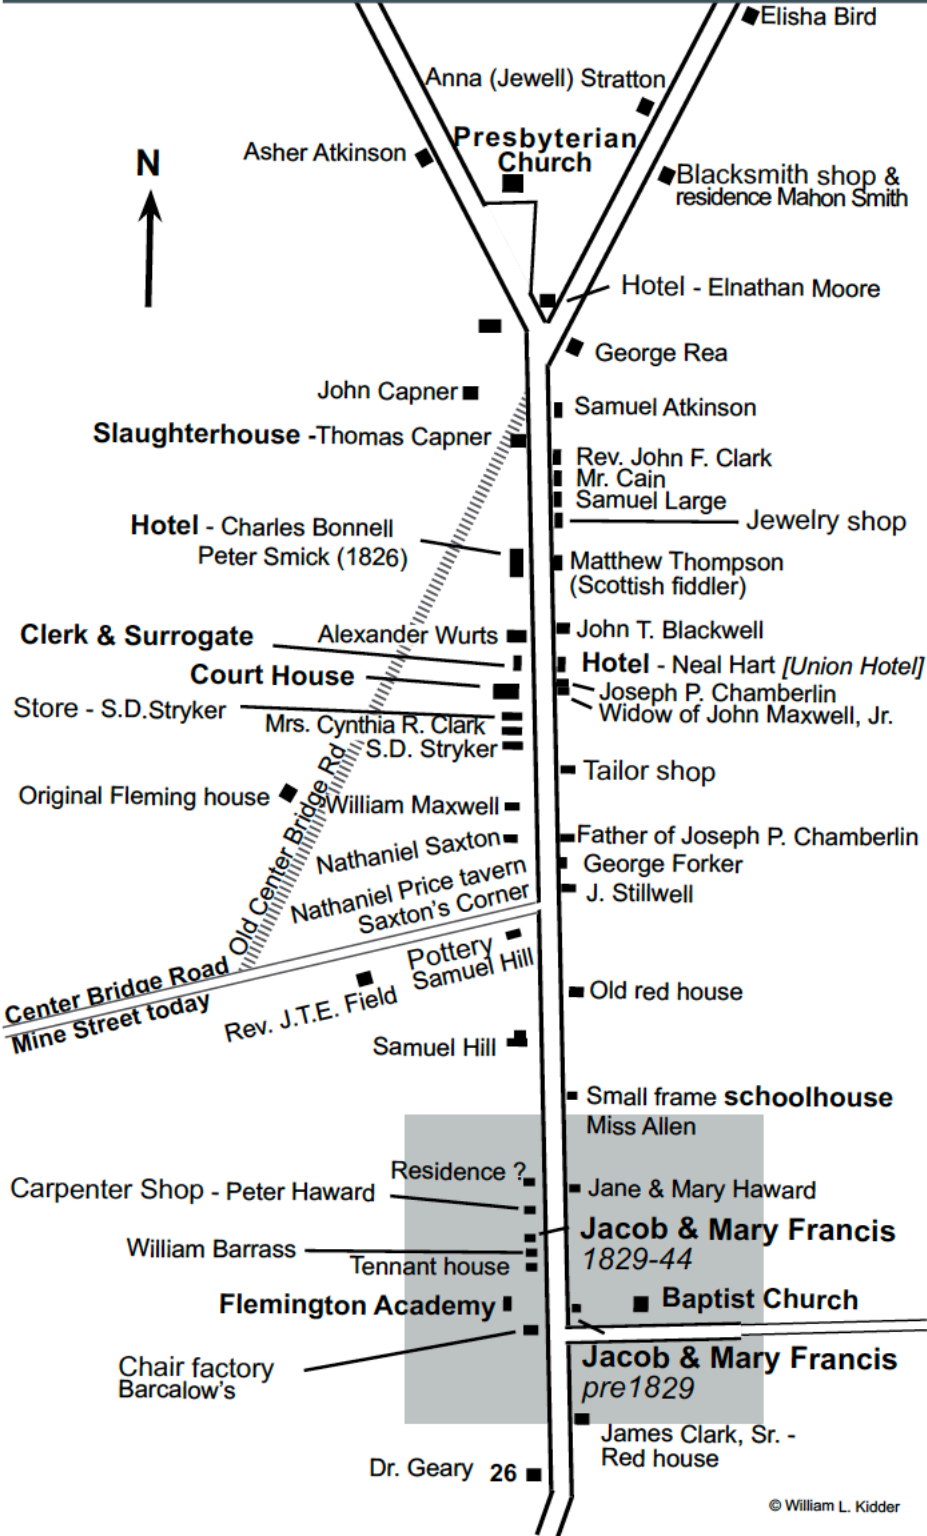 Elisha Bird
Anna (Jewell) Stratton
Presbyterian
Church
Asher Atkinson
N
Blacksmith shop &
residence Mahon Smith
Hotel - Elnathan Moore
George Rea
John Capner
Samuel Atkinson
Slaughterhouse -Thomas Capner
Rev. John F. Clark
Mr. Cain
Samuel Large
Jewelry shop
Hotel - Charles Bonnell
Peter Smick (1826)
Matthew Thompson
(Scottish fiddler)
John T. Blackwell
Clerk & Surrogate
Alexander Wurts
Hotel - Neal Hart [Union Hotel]
Court House
Joseph P. Chamberlin
Widow of John Maxwell, Jr.
Store - S.D.Stryker
Mrs. Cynthia R. Clark
S.D. Stryker
Tailor shop
Original Fleming house
Old Center Bridge Rd
William Maxwell
Nathaniel Saxton
Father of Joseph P. Chamberlin
George Forker
J. Stillwell
Nathaniel Price tavern
Saxton's Corner
Pottery
Samuel Hill
Center Bridge Road
Mine Street today
Rev. J.T.E. Field
Old red house
Samuel Hill
Small frame schoolhouse
Miss Allen
Residence ?
Carpenter Shop - Peter Haward
Jane & Mary Haward
Jacob & Mary Francis
1829-44
William Barrass
Tennant house
Flemington Academy
Baptist Church
Jacob & Mary Francis
pre1829
Chair factory
Barcalow's
James Clark, Sr. -
Red house
Dr. Geary 26
© William L. Kidder